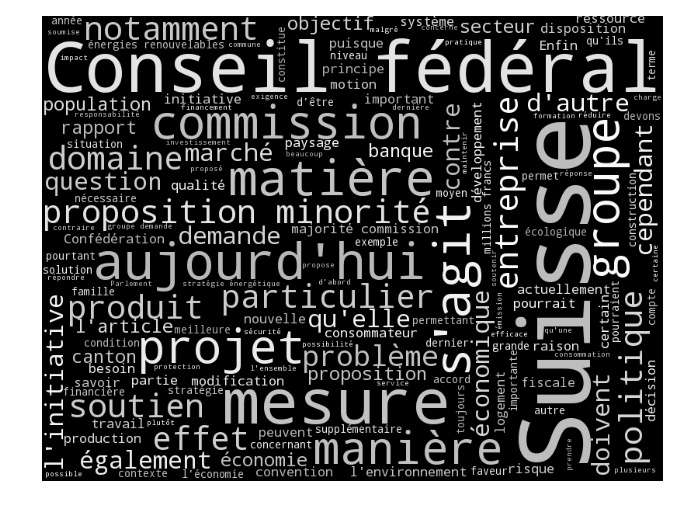 année
soumise
notamment
objectif
malgré
système
concerne
secteur
ressource
disposition
énergies renouvelables
commune
constitue
puisque
niveau
pratique
Enfin
qu'ils
impact
Conseil fédéral
principe
motion
terme
population
initiative
financement
exigence
d'être
important
dernière
d'autre
charge
responsabilité
rapport
commission
contre
développement
formation
réduire
devons
situation
investissement
beaucoup
paysage
maintenir
entreprise
domaine
marché
banque
proposé
permet
réponse
question
qualité
matière
moyen
groupe
construction
cependant
nécessaire
groupe demande
proposition minorité
millions francs
contraire
Confédération
demande
majorité commission
écologique
s'agit
Suisse
pourtant
aujourd'hui
exemple
propose
solution
répondre
Parlement
stratégie énergétique
d'abord
soutenir
certaine
famille
particulier
actuellement
produit
nouvelle
qu'elle
permettant
économique
émission
pourrait
certains
pourraient
compte
politique
l'article
meilleure
sécurité
consommateur
efficace
qu'une
condition
projet
possibilité
problème
dernier
grande
raison
consommation
canton
besoin
protection
l'ensemble
proposition
accord
importante
fiscale
décision
savoir
partie
modification
service
toujours
logement
financière
stratégie
l'initiative
soutien
mesure
autre
doivent
travail
plutôt
supplémentaire
production
effet
peuvent
concernant
manière
prendre
également
économie
faveur
risque
plusieurs
possible
contexte
l'économie
convention
l'environnement